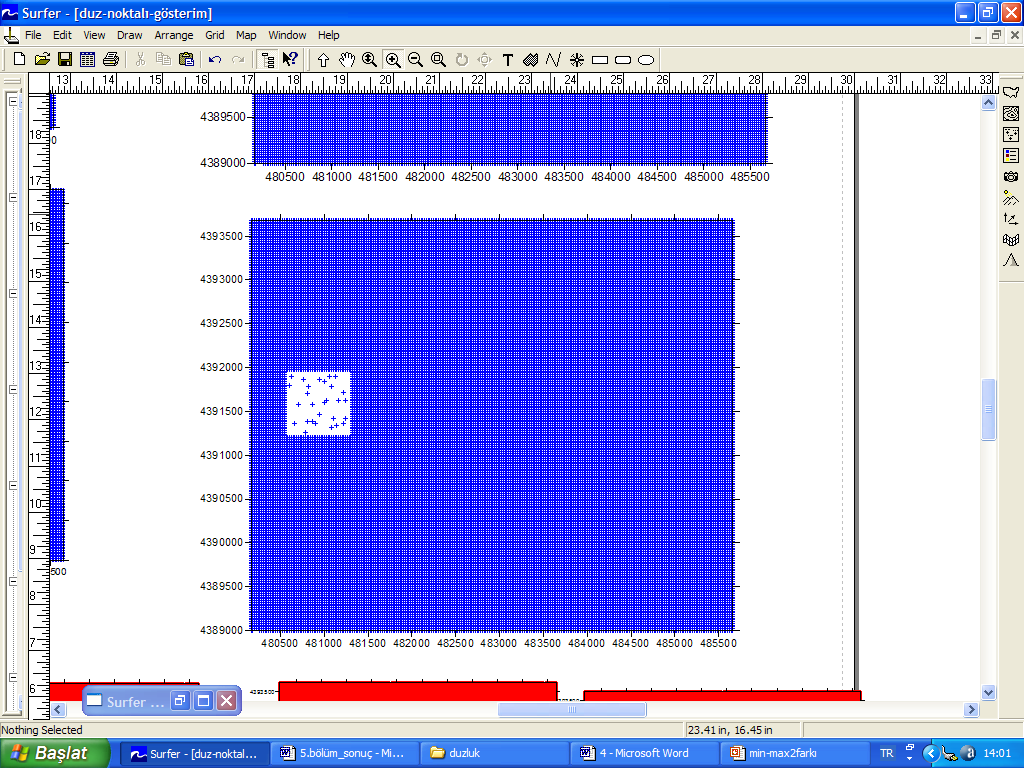 Surfer - [duz-noktalı-gösterim]
File Edit View Draw Arrange Grid Map Window Help
13 14 15 16 17 18 19 20 21 22 23 24 25 26 27 28 29 30 31 32 33
4389500
18
0
4389000
480500 481000 481500 482000 482500 483000 483500 484000 484500 485000 485500
17
16
4393500
15
4393000
14
4392500
13
4392000
12
4391500
11
4391000
10
4390500
9
4390000
500
8
4389500
7
4389000
480500 481000 481500 482000 482500 483000 483500 484000 484500 485000 485500
6
4393500
Surfer ...
Nothing Selected
23.41 in, 16.45 in
Başlat
Surfer - [duz-noktal...
5.bölüm_sonuç - Mi...
duzluk
4 - Microsoft Word
min-max2farkı
TR
14:01